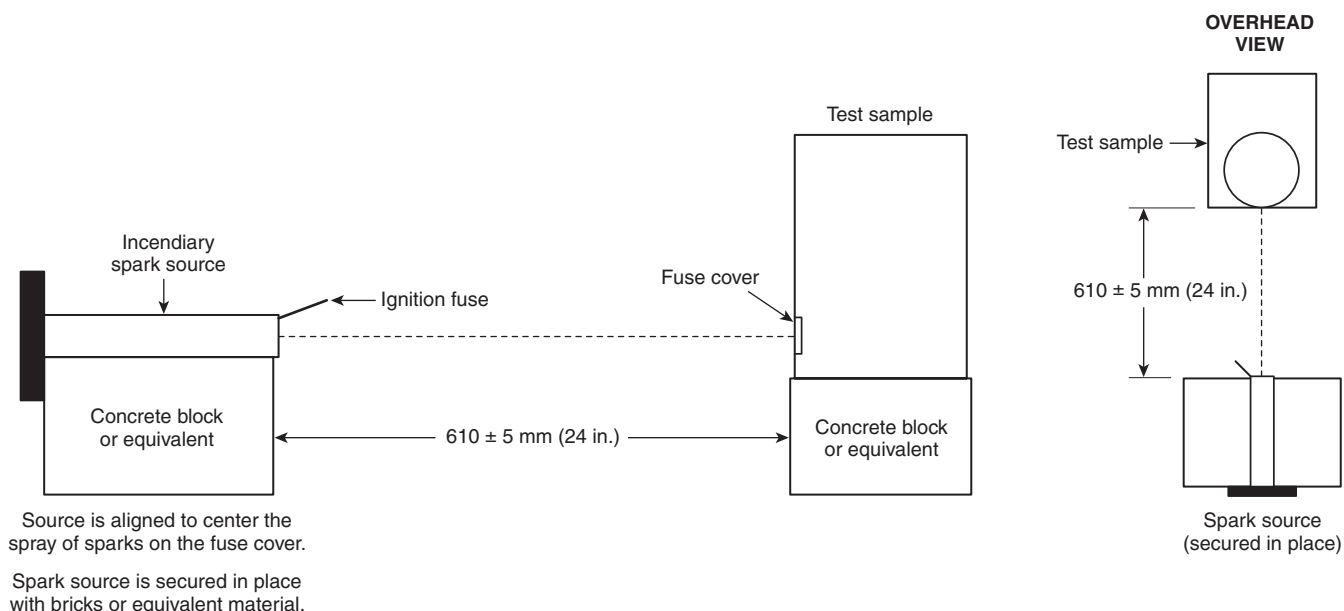 OVERHEAD
VIEW
Test sample
Test sample
Incendiary
spark source
Fuse cover
Ignition fuse
610 ± 5 mm (24 in.)
Concrete block
or equivalent
610 ± 5 mm (24 in.)
Concrete block
or equivalent
Source is aligned to center the
spray of sparks on the fuse cover.
Spark source
(secured in place)
Spark source is secured in place
with bricks or equivalent material.